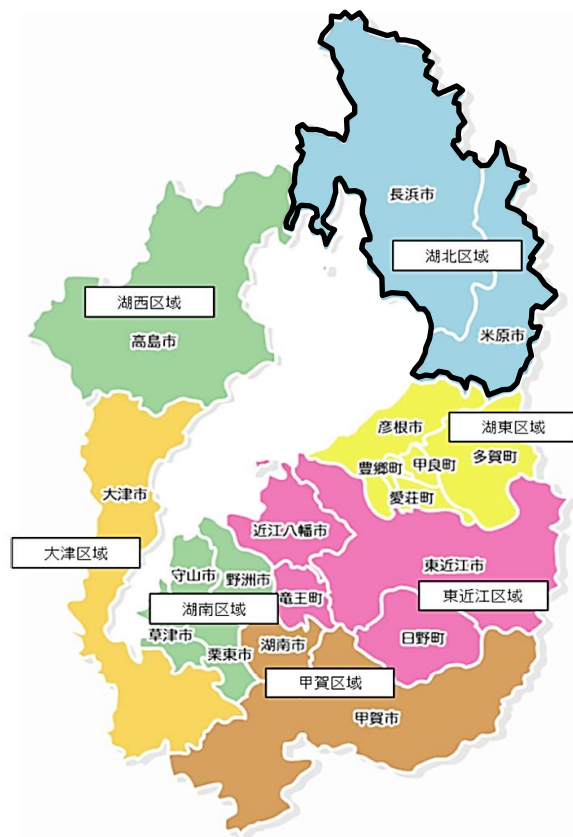 長浜市
湖北区域
湖西区域
高島市
米原市
彦根市
湖東区域
豊郷町
甲良町
多賀町
愛荘町
大津市
近江八幡市
大津区域
東近江市
守山市
野洲市
湖南区域
竜王町
東近江区域
草津市
栗東市
湖南市
日野町
甲賀区域
甲賀市